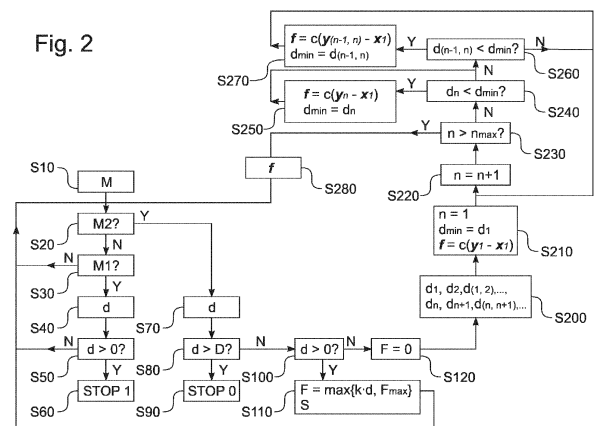 Fig. 2
f = c(y(n-1, n) - x1)
dmin = d(n-1, n)
S270
Y
d(n-1, n) < dmin?
N
S260
N
f = c(yn - x1)
dmin = dn
S250
Y
dn < dmin?
S240
N
Y
n > nmax?
S230
f
S280
n = n+1
S220
n = 1
dmin = d1
f = c(y1 - x1)
S210
d1, d2,d(1, 2),...,
dn, dn+1,d(n, n+1),...
S200
S10
M
S20
M2?
Y
N
S30
N
M1?
Y
S40
d
S70
d
S50
N
d > 0?
Y
S60
STOP 1
S80
d > D?
N
Y
S90
STOP 0
S100
d > 0?
N
Y
F = 0
S120
S110
F = max{k·d, Fmax}
S